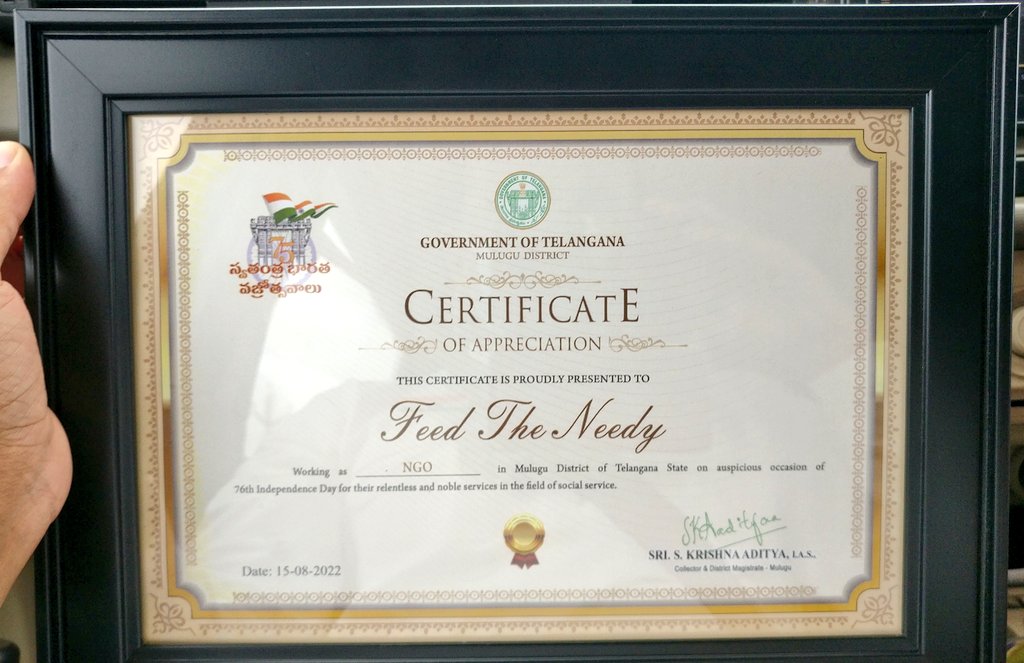 GOVERNMENT OF TELANGANA
MULUGU DISTRICT
75
స్వతంత్ర భారత
వజ్రోత్సవాలు
CERTIFICATE
OF APPRECIATION
THIS CERTIFICATE IS PROUDLY PRESENTED TO
Feed The Needy
Working as NGO in Mulugu District of Telangana State on auspicious occasion of
76th Independence Day for their relentless and noble services in the field of social service.
SKAaditya
SRI. S. KRISHNA ADITYA, I.A.S.,
Collector & District Magistrate - Mulugu
Date: 15-08-2022